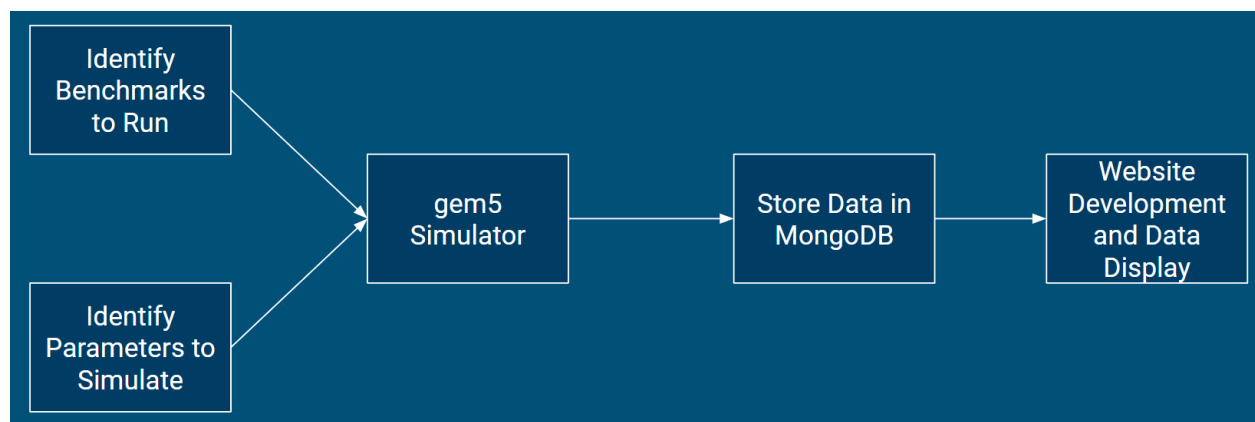 Identify
Benchmarks
to Run
Identify
Parameters to
Simulate
gem5
Simulator
Store Data in
MongoDB
Website
Development
and Data
Display